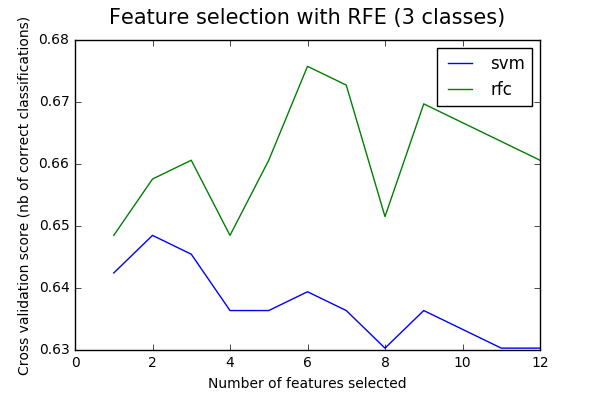 Feature selection with RFE (3 classes)
Cross validation score (nb of correct classifications)
0.68
0.67
0.66
0.65
0.64
0.63
svm
rfc
0 2 4 6 8 10 12
Number of features selected